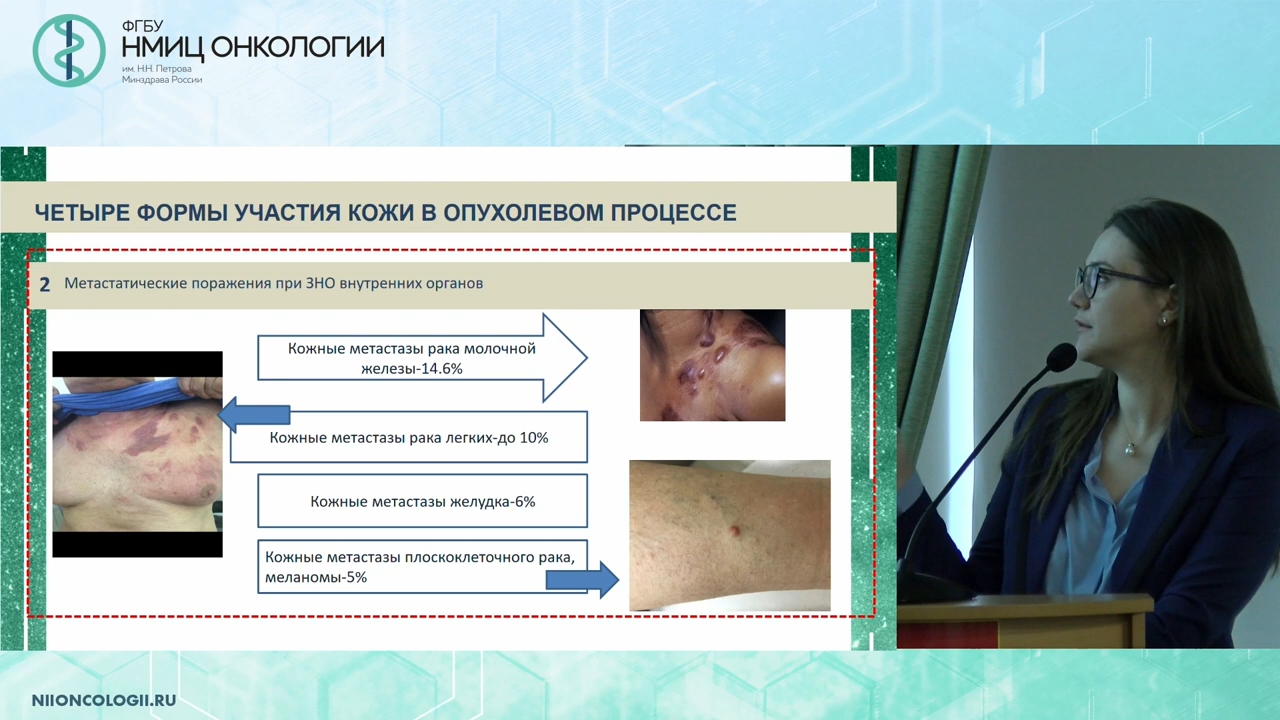 ФГБУ
НМИЦ ОНКОЛОГИИ
им. Н.Н. Петрова
Минздрава России
ЧЕТЫРЕ ФОРМЫ УЧАСТИЯ КОЖИ В ОПУХОЛЕВОМ ПРОЦЕССЕ
2 Метастатические поражения при ЗНО внутренних органов
Кожные метастазы рака молочной
железы-14.6%
Кожные метастазы рака легких-до 10%
Кожные метастазы желудка-6%
Кожные метастазы плоскоклеточного рака,
меланомы-5%
NIIONCOLOGII.RU